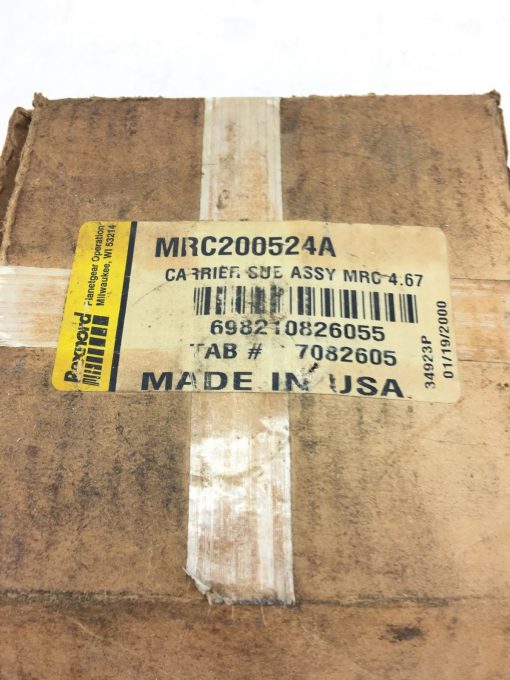 Rexnord
Planetgear Operation
Milwaukee, WI 53214
MRC200524A
CARRIER SUB ASSY MRC 4.67
698210826055
TAB # 7082605
MADE IN USA
34923P
01/19/2000